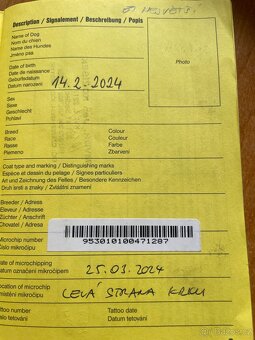 Description / Signalement / Beschreibung / Popis
Name of Dog
Nom du chien
Name des Hundes
Jméno psa
Date of birth
Date de naissance
Geburtsdatum
Datum narození
14.2.2024
Sex
Sexe
Geschlecht
Pohlaví
Photo
Breed Colour
Race Couleur
Rasse Farbe
Plemeno Zbarvení
Coat type and marking / Distinguishing marks
Espèce et dessin du pelage / Signes particuliers
Art und Zeichnung des Felles / Besondere Kennzeichen
Druh srsti a znaky / Zvláštní znamení
Breeder / Adress
Eleveur / Adresse
Züchter / Anschrift
Chovatel / Adresa
Microchip number
Číslo mikročipu
953010100471287
Date of microchipping
Datum označení mikročipem
25.03.2024
Location of microchip
místění mikročipu
LEVÁ STRANA KRKU
Tattoo number Tattoo date
Číslo tetování Datum tetování